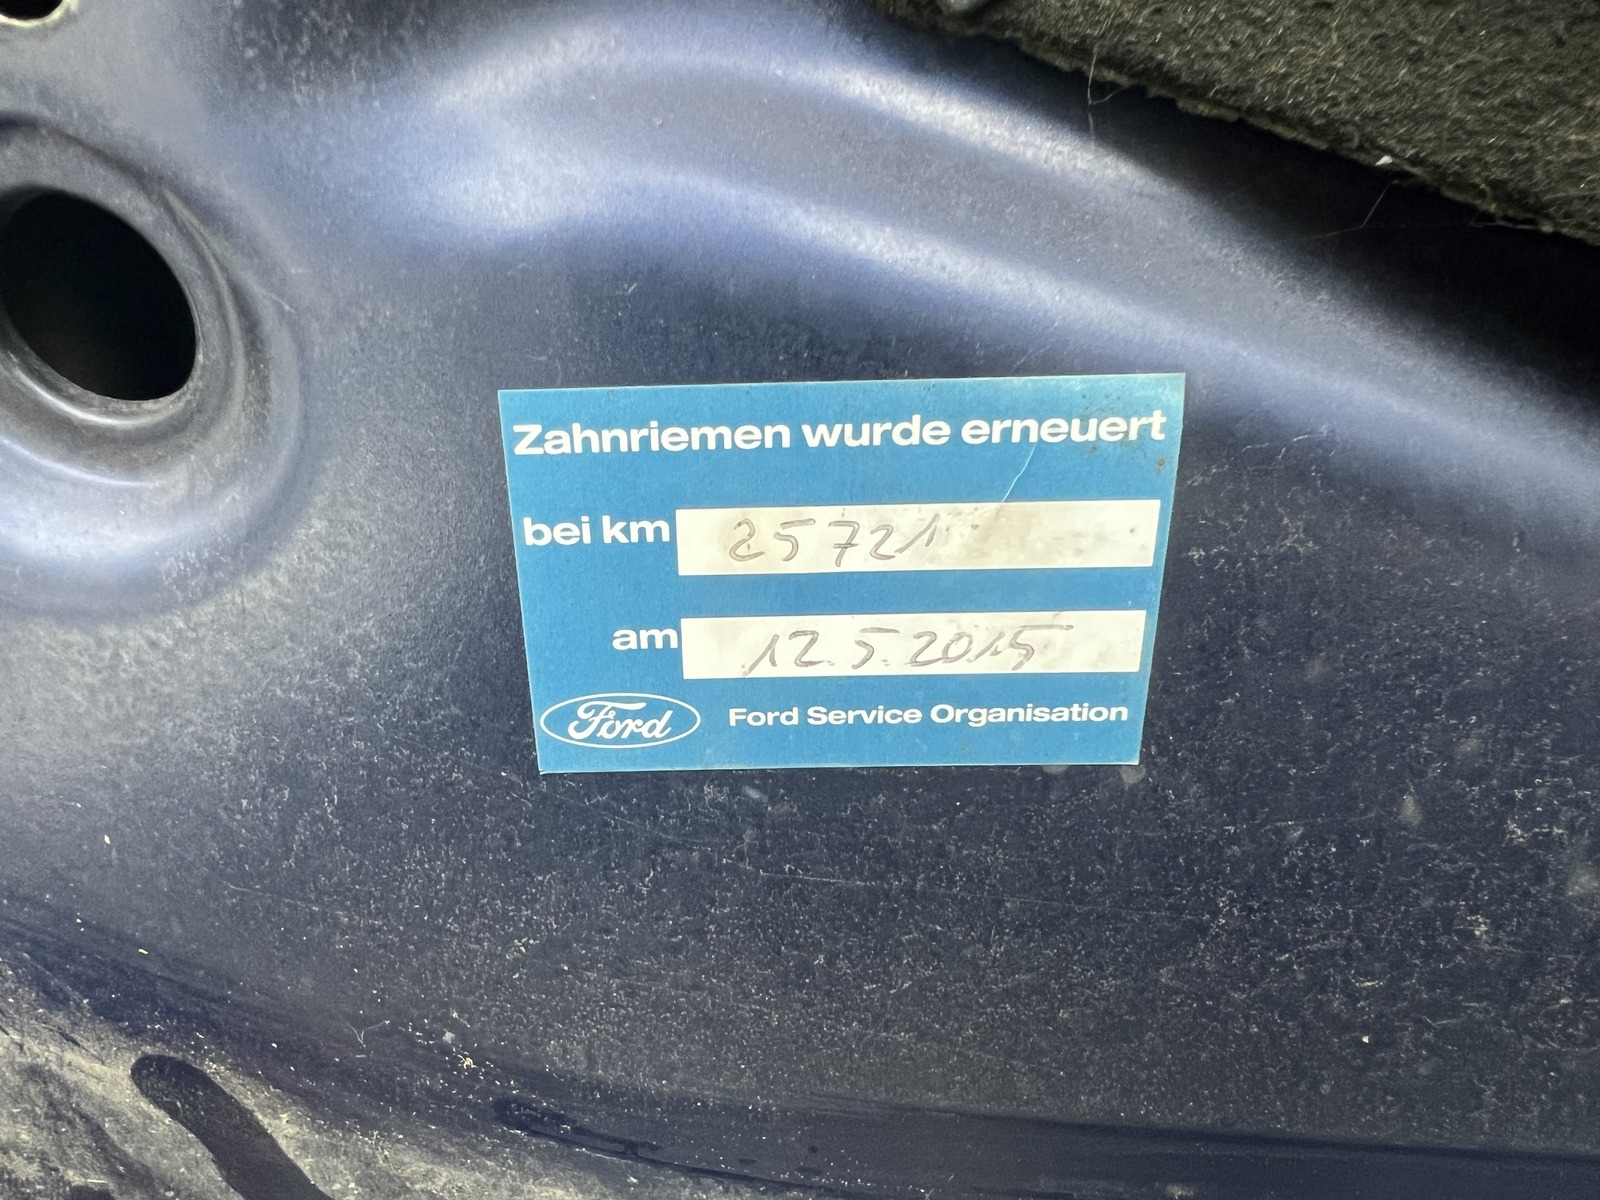 Zahnriemen wurde erneuert
bei km 25721
am 12.5.2015
Ford Ford Service Organisation